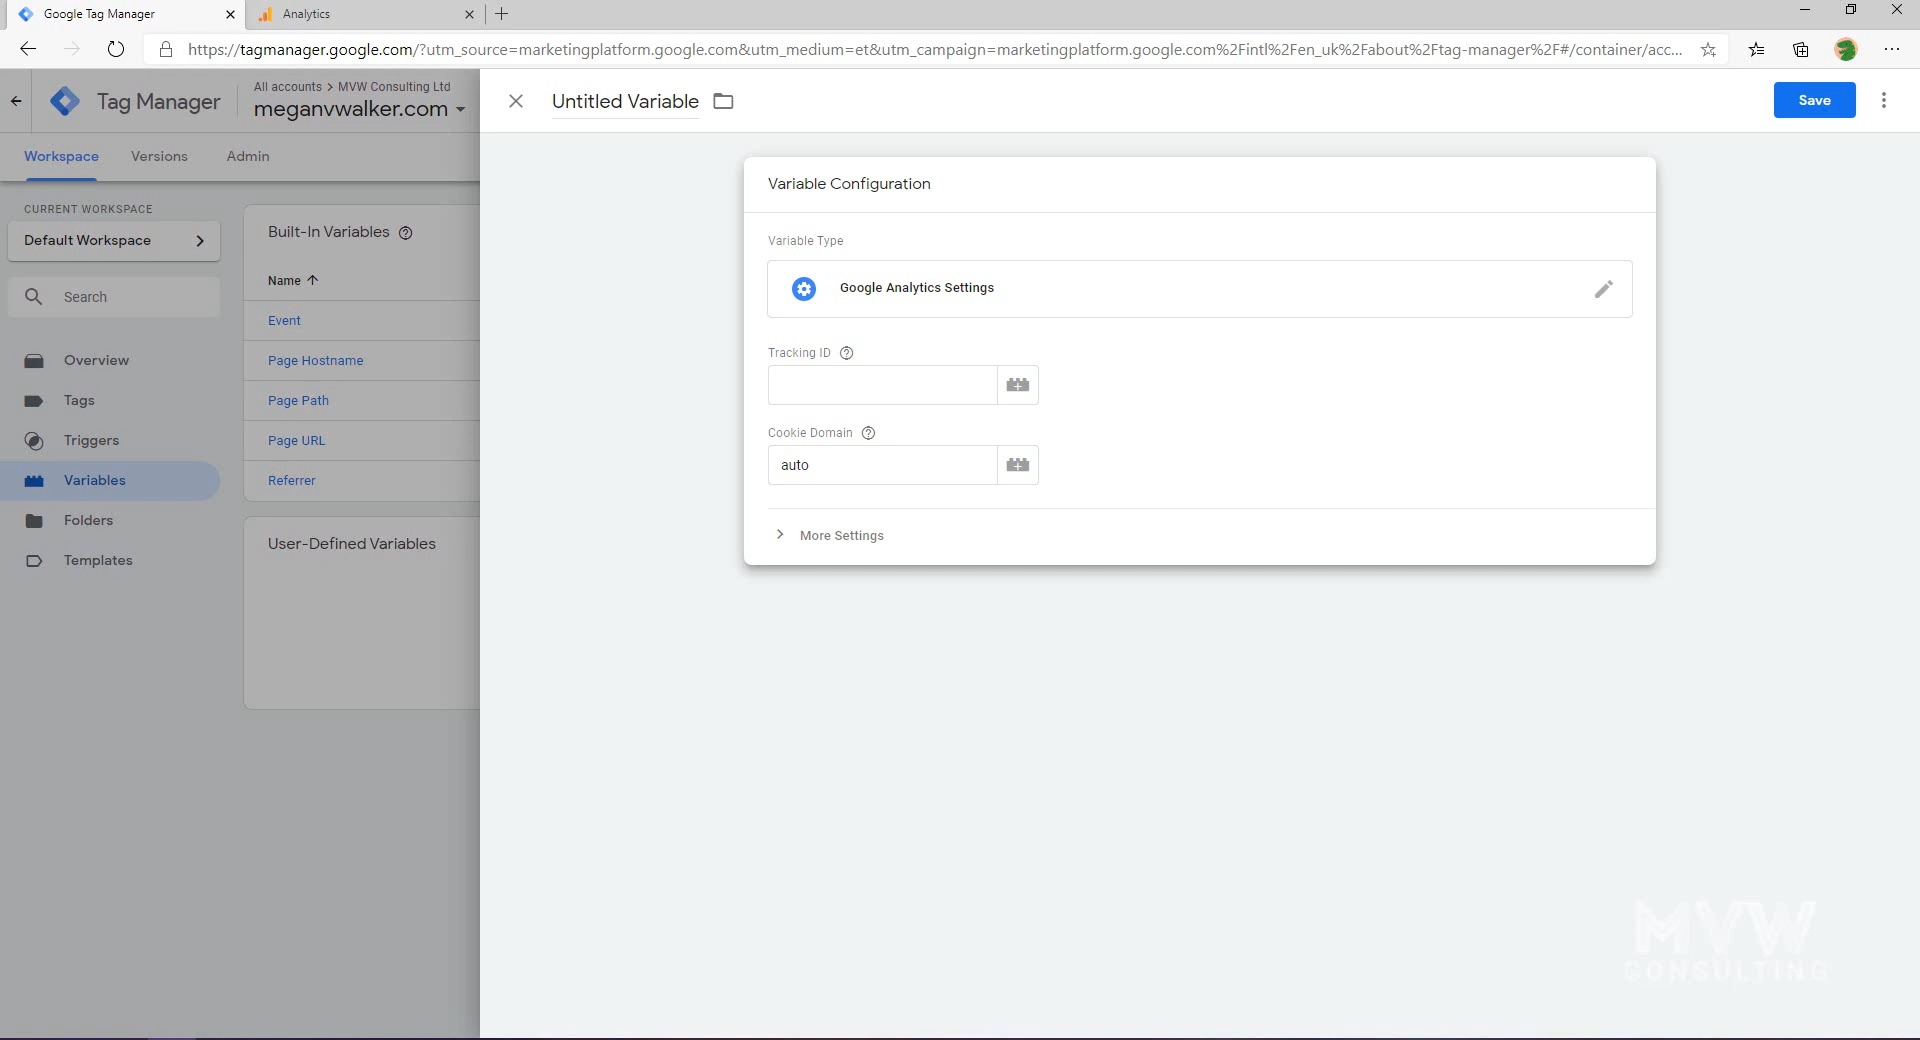 Google Tag Manager
Analytics
https://tagmanager.google.com/?utm_source=marketingplatform.google.com&utm_medium=et&utm_campaign=marketingplatform.google.com%2Fintl%2Fen_uk%2Fabout%2Ftag-manager%2F#/container/acc...
Tag Manager
All accounts > MVW Consulting Ltd
meganvwalker.com
Untitled Variable
Save
Workspace
Versions
Admin
CURRENT WORKSPACE
Default Workspace
Search
Overview
Tags
Triggers
Variables
Folders
Templates
Built-In Variables
Name
Event
Page Hostname
Page Path
Page URL
Referrer
User-Defined Variables
Variable Configuration
Variable Type
Google Analytics Settings
Tracking ID
Cookie Domain
auto
More Settings
MVW
CONSULTING